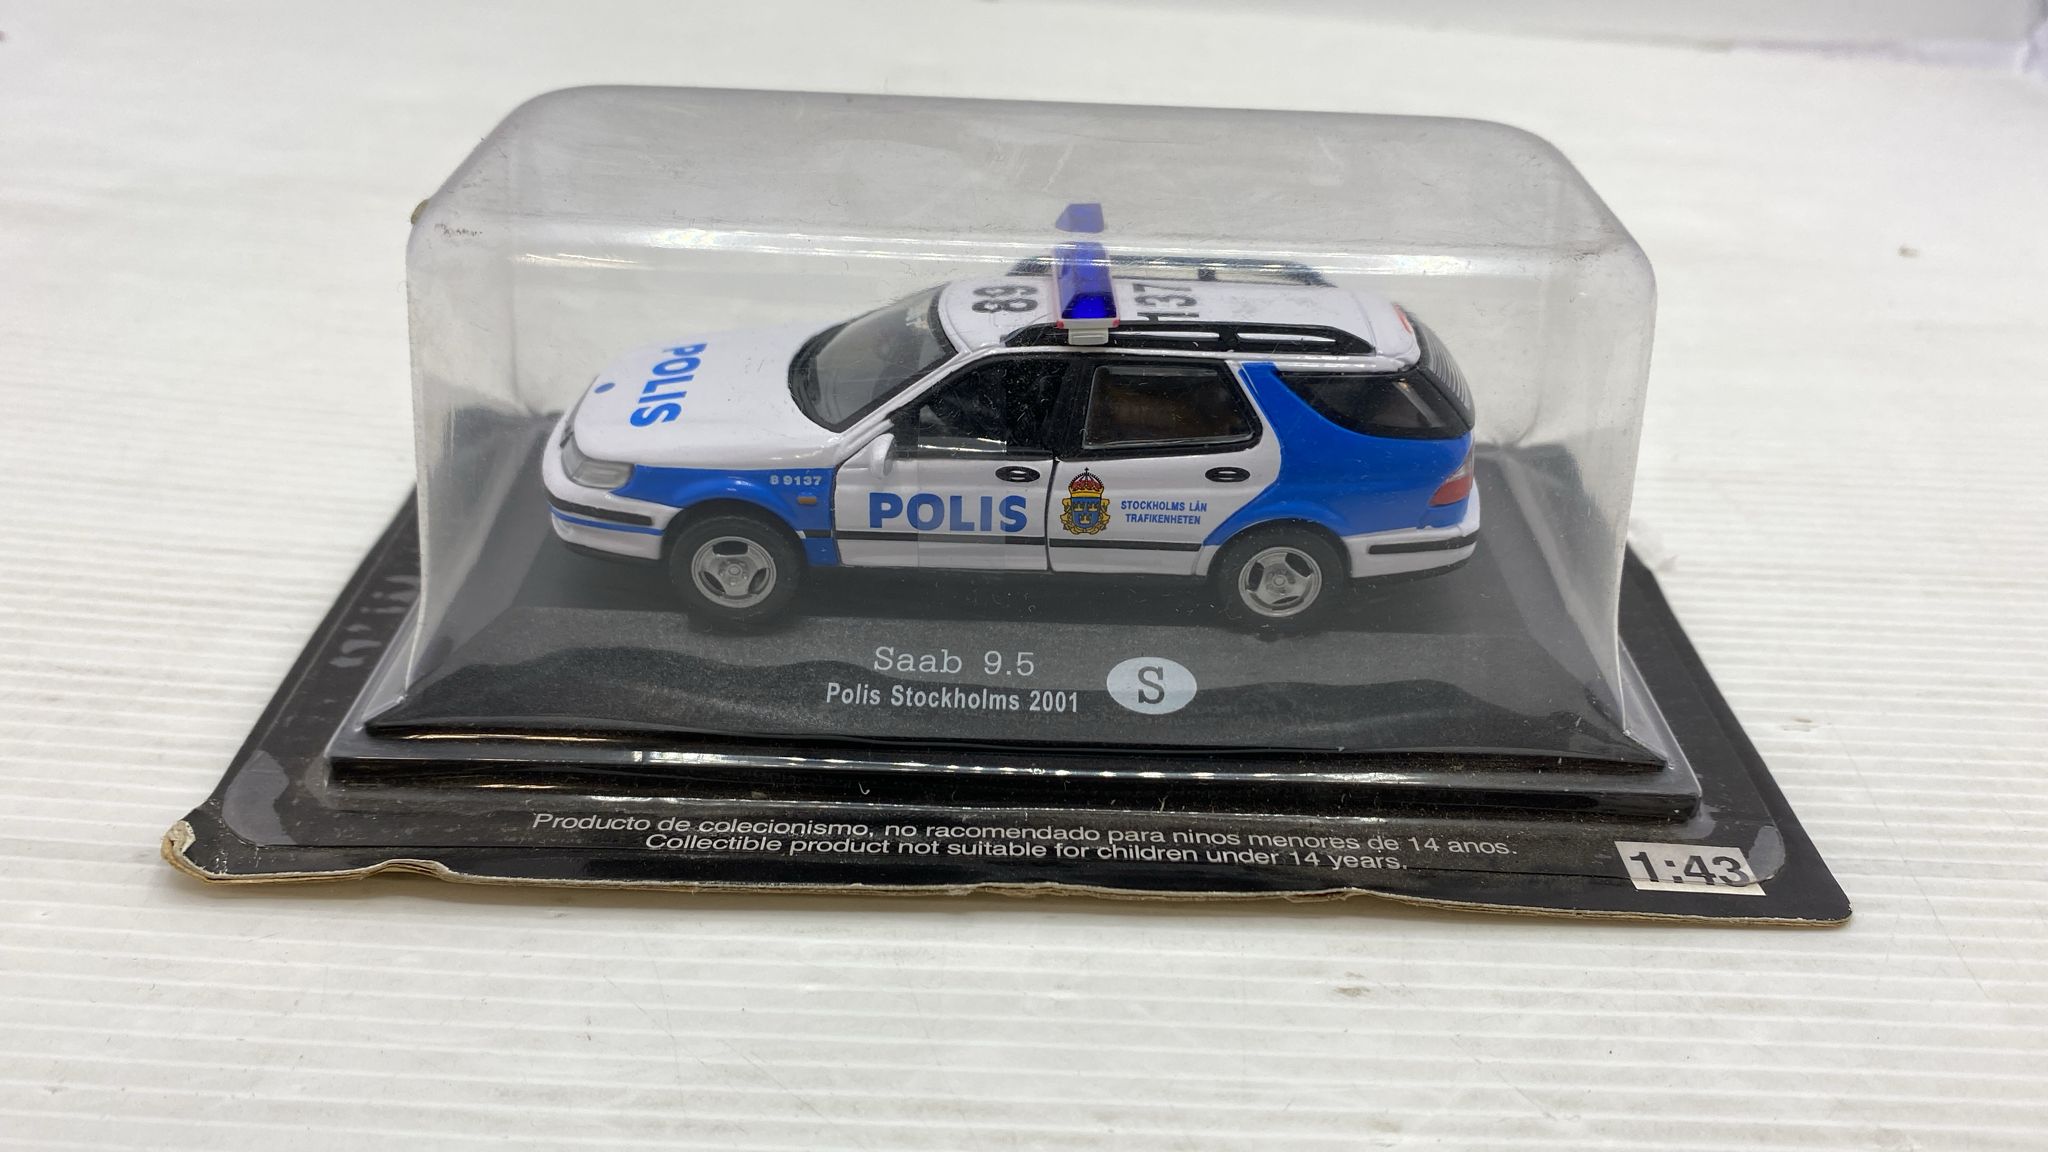 89
137
POLIS
B 9137
POLIS
STOCKHOLMS LÄN
TRAFIKENHETEN
Saab 9.5
Polis Stockholms 2001
S
Producto de colecionismo, no racomendado para ninos menores de 14 anos.
Collectible product not suitable for children under 14 years.
1:43